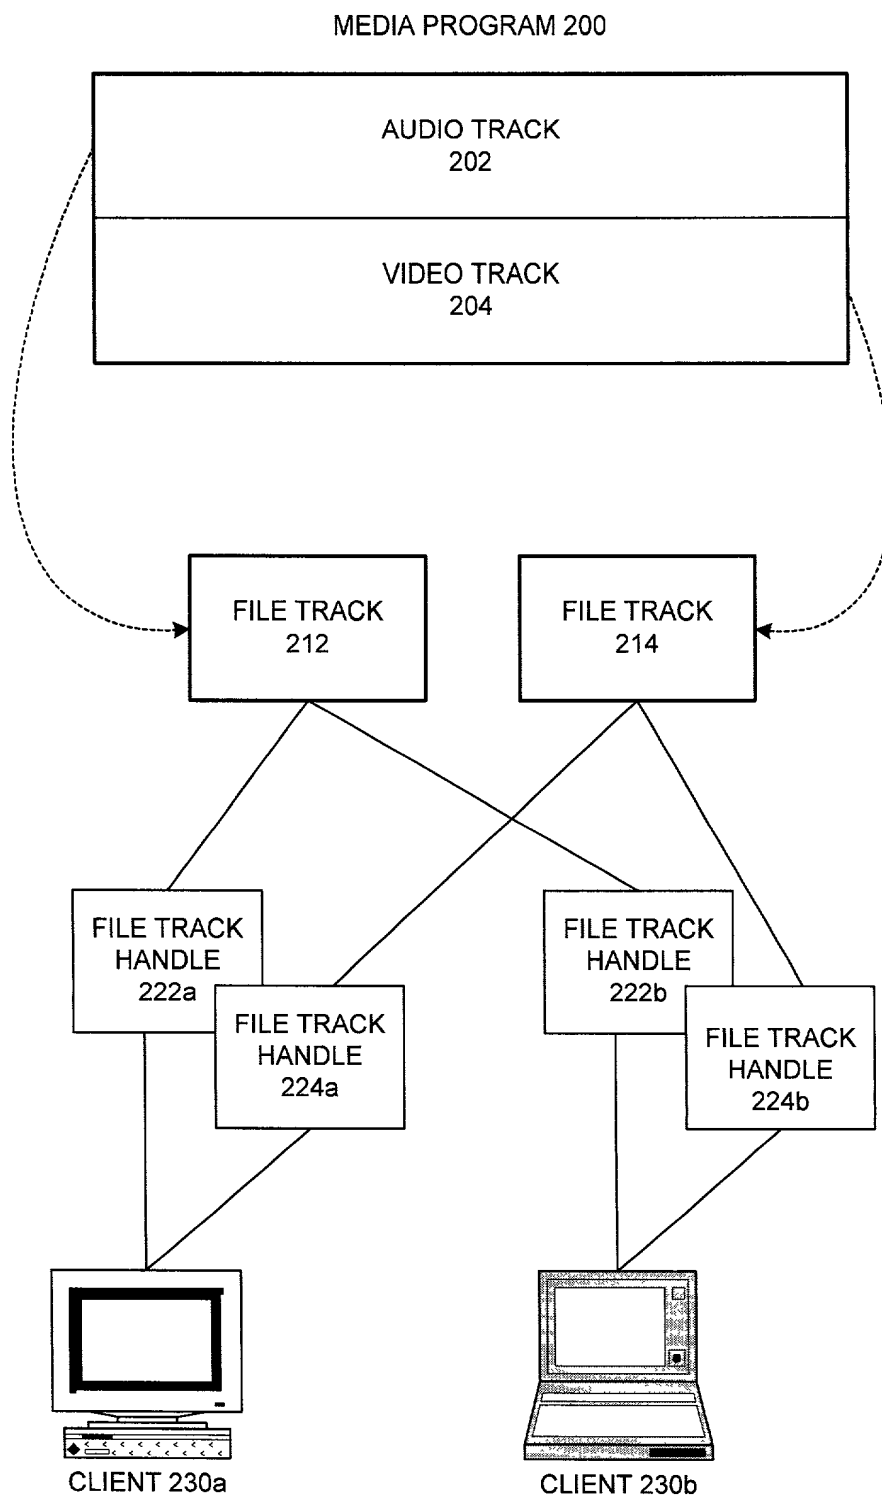 MEDIA PROGRAM 200
AUDIO TRACK
202
VIDEO TRACK
204
FILE TRACK
212
FILE TRACK
214
FILE TRACK
HANDLE
222a
FILE TRACK
HANDLE
224a
FILE TRACK
HANDLE
222b
FILE TRACK
HANDLE
224b
CLIENT 230a
CLIENT 230b